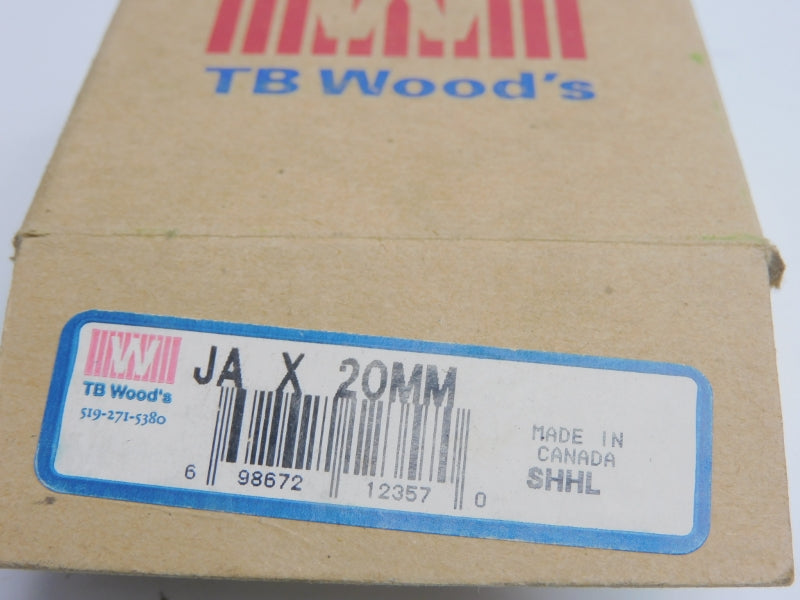 TB Wood's
JA X 20MM
TB Wood's
519-271-5380
6 98672 12357 0
MADE IN
CANADA
SHHL